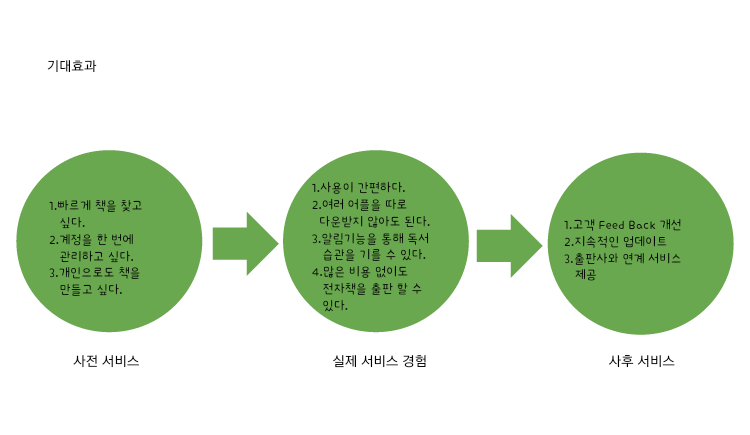 기대효과
1.빠르게 책을 찾고
싶다.
2.계정을 한 번에
관리하고 싶다.
3.개인으로도 책을
만들고 싶다.
1.사용이 간편하다.
2.여러 어플을 따로
다운받지 않아도 된다.
3.알림기능을 통해 독서
습관을 기를 수 있다.
4.많은 비용 없이도
전자책을 출판 할 수
있다.
1.고객 Feed Back 개선
2.지속적인 업데이트
3.출판사와 연계 서비스
제공
사전 서비스
실제 서비스 경험
사후 서비스